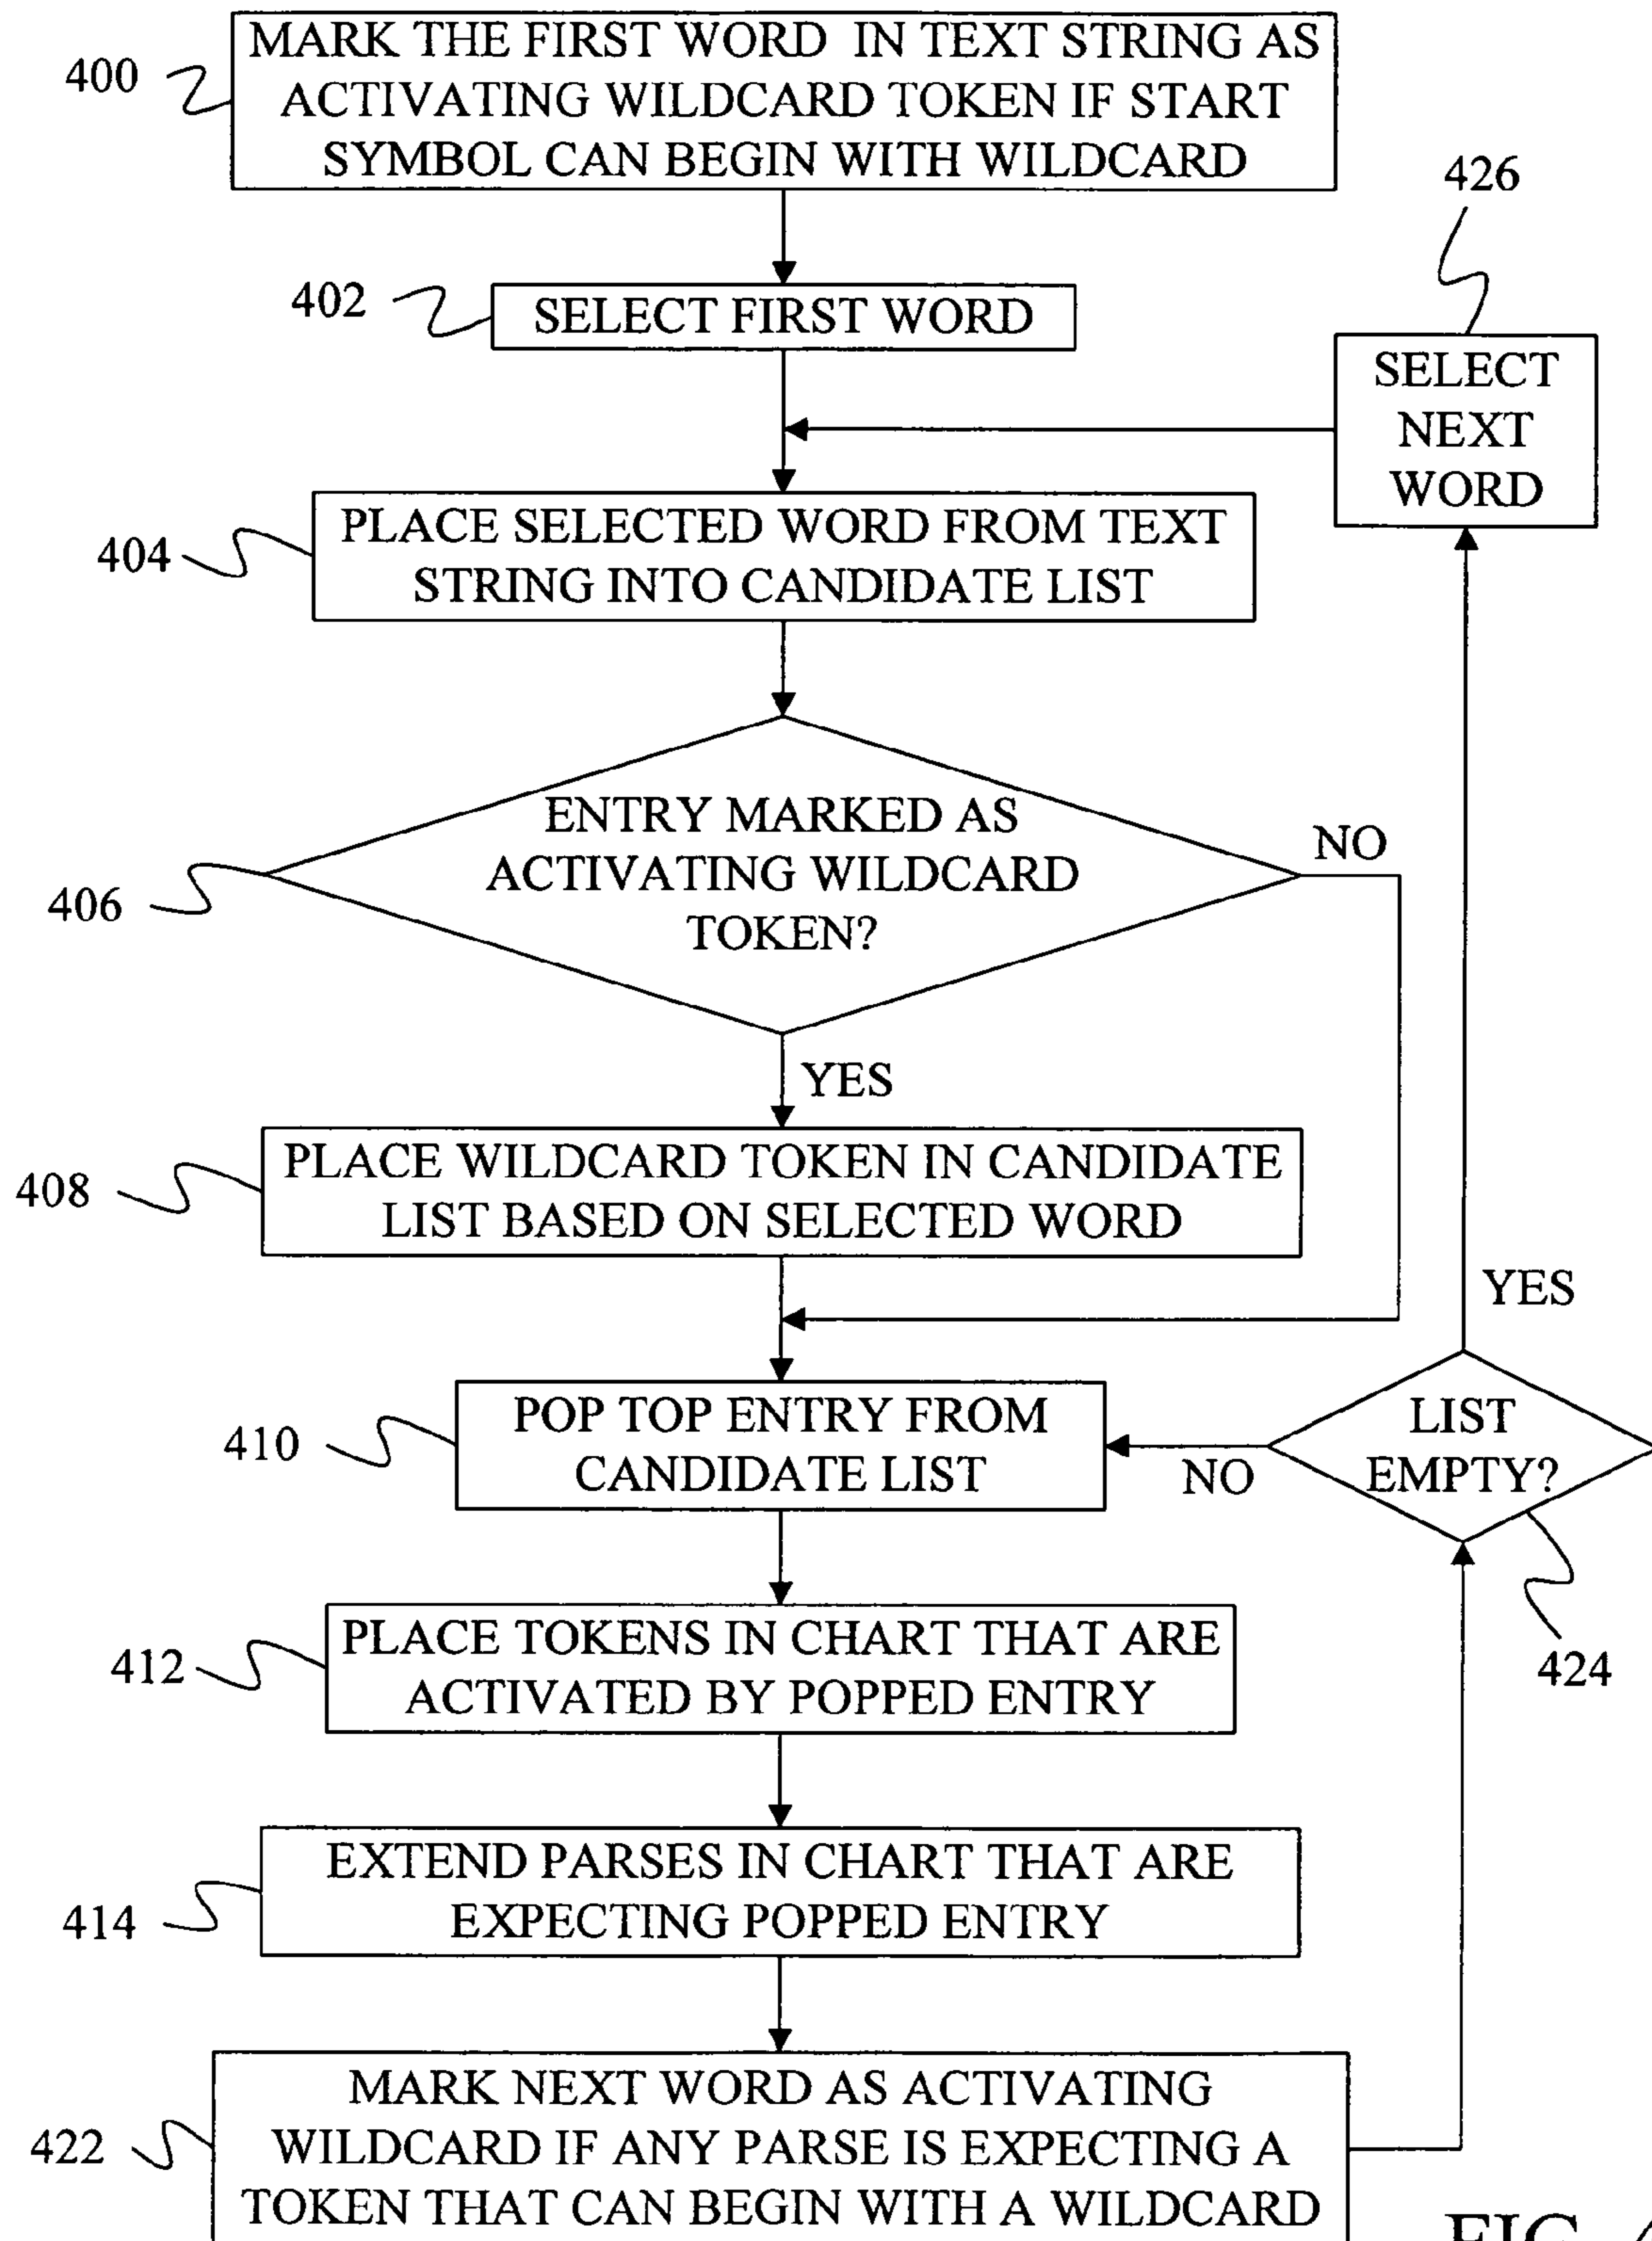 400
MARK THE FIRST WORD IN TEXT STRING AS
ACTIVATING WILDCARD TOKEN IF START
SYMBOL CAN BEGIN WITH WILDCARD
426
402
SELECT FIRST WORD
SELECT
NEXT
WORD
404
PLACE SELECTED WORD FROM TEXT
STRING INTO CANDIDATE LIST
406
ENTRY MARKED AS
ACTIVATING WILDCARD
TOKEN?
NO
YES
408
PLACE WILDCARD TOKEN IN CANDIDATE
LIST BASED ON SELECTED WORD
YES
410
POP TOP ENTRY FROM
CANDIDATE LIST
NO
LIST
EMPTY?
424
412
PLACE TOKENS IN CHART THAT ARE
ACTIVATED BY POPPED ENTRY
414
EXTEND PARSES IN CHART THAT ARE
EXPECTING POPPED ENTRY
422
MARK NEXT WORD AS ACTIVATING
WILDCARD IF ANY PARSE IS EXPECTING A
TOKEN THAT CAN BEGIN WITH A WILDCARD
FIG. 4